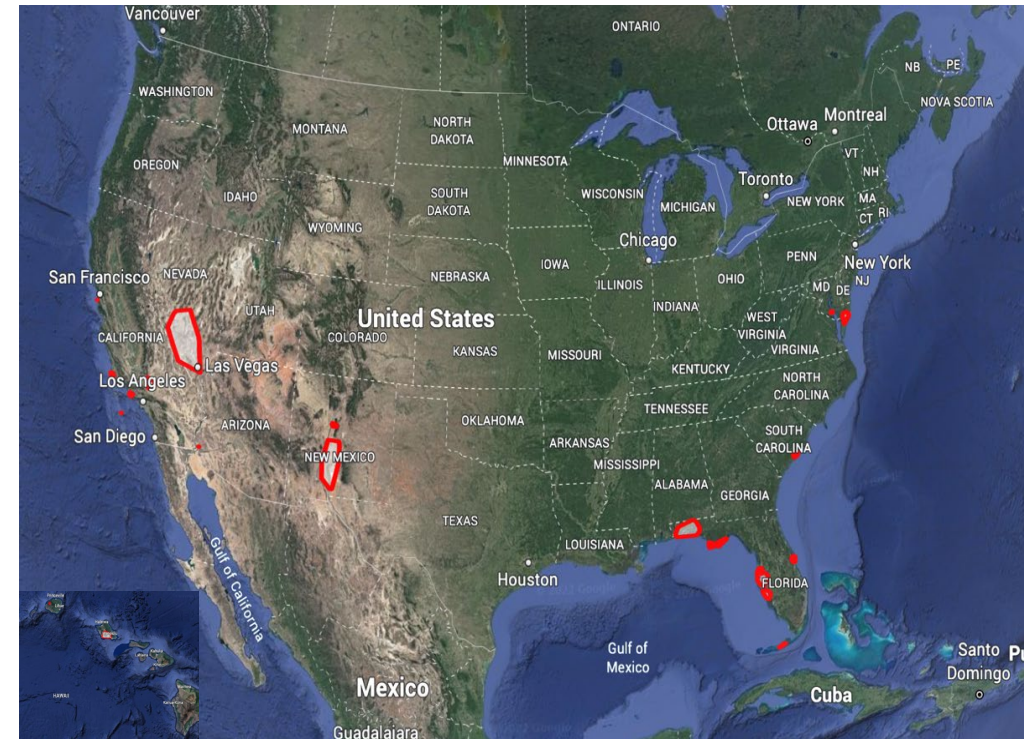 Vancouver
ONTARIO
NB
PE
NOVA SCOTIA
WASHINGTON
MONTANA
NORTH
DAKOTA
MINNESOTA
Ottawa
Montreal
VT
OREGON
IDAHO
SOUTH
DAKOTA
WISCONSIN
MICHIGAN
Toronto
NEW YORK
NH
MA
CT
RI
WYOMING
Chicago
San Francisco
NEVADA
NEBRASKA
IOWA
ILLINOIS
INDIANA
OHIO
PENN
New York
NJ
MD
DE
UTAH
United States
CALIFORNIA
COLORADO
KANSAS
MISSOURI
WEST
VIRGINIA
VIRGINIA
Las Vegas
KENTUCKY
Los Angeles
NORTH
CAROLINA
TENNESSEE
San Diego
ARIZONA
OKLAHOMA
ARKANSAS
SOUTH
CAROLINA
NEW MEXICO
MISSISSIPPI
ALABAMA
GEORGIA
TEXAS
LOUISIANA
Houston
FLORIDA
Gulf of California
Gulf of
Mexico
HAWAII
Mexico
Cuba
Santo
Domingo
Guadalajara